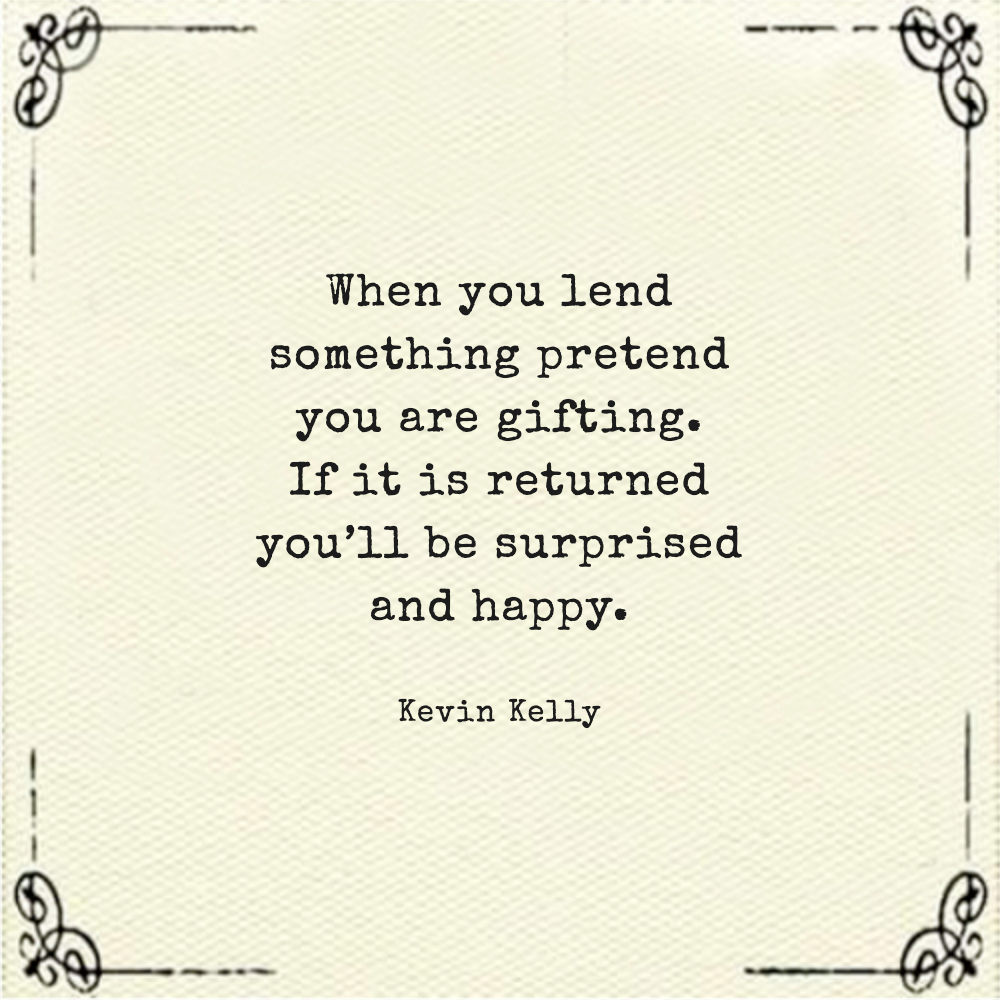 When you lend
something pretend
you are gifting.
If it is returned
you’ll be surprised
and happy.
Kevin Kelly